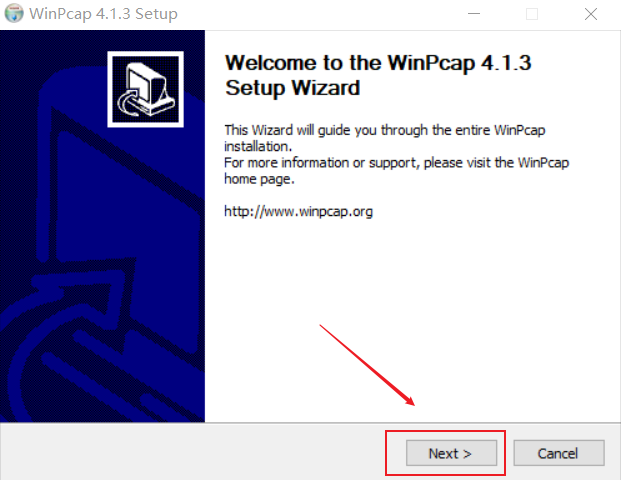 WinPcap 4.1.3 Setup
Welcome to the WinPcap 4.1.3
Setup Wizard
This Wizard will guide you through the entire WinPcap
installation.
For more information or support, please visit the WinPcap
home page.
http://www.winpcap.org
Next >
Cancel